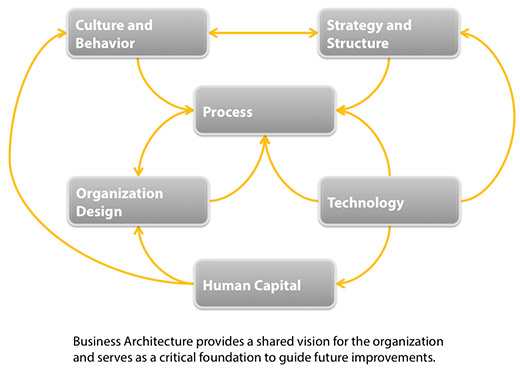 Culture and
Behavior
Strategy and
Structure
Process
Organization
Design
Technology
Human Capital
Business Architecture provides a shared vision for the organization
and serves as a critical foundation to guide future improvements.